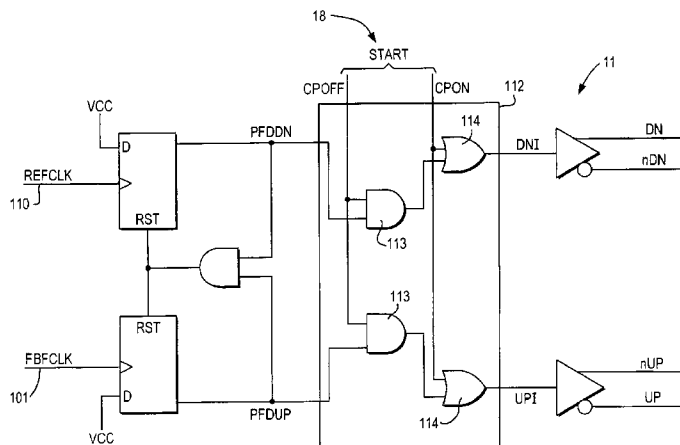 18
START
11
CPOFF
CPON
112
VCC
114
DN
PFDDN
D
DNI
nDN
REFCLK
110
RST
113
113
RST
FBFCLK
nUP
101
D
UPI
UP
114
PFDUP
VCC